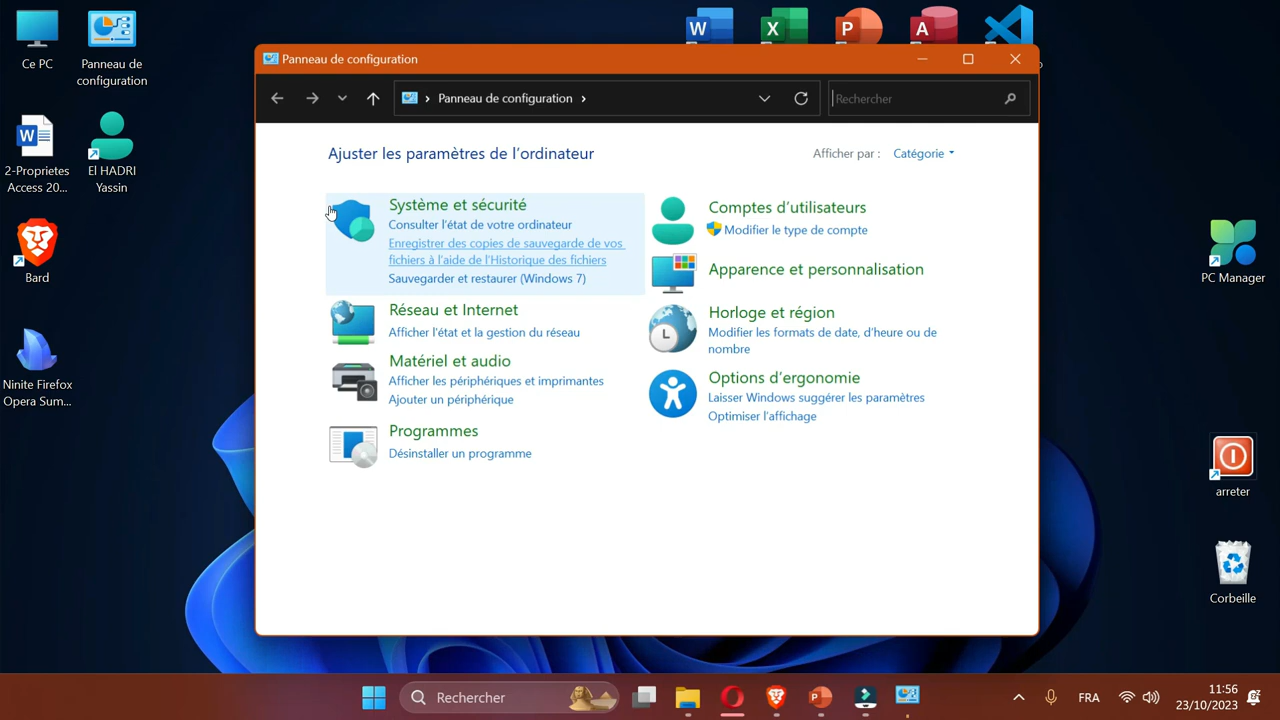 Ce PC
Panneau de
configuration
2-Proprietes
Access 20...
El HADRI
Yassin
Bard
Ninite Firefox
Opera Sum...
W
X
P
A
Panneau de configuration
Panneau de configuration
Rechercher
Ajuster les paramètres de l'ordinateur
Afficher par :
Catégorie
Système et sécurité
Consulter l'état de votre ordinateur
Enregistrer des copies de sauvegarde de vos
fichiers à l'aide de l'Historique des fichiers
Sauvegarder et restaurer (Windows 7)
Réseau et Internet
Afficher l'état et la gestion du réseau
Matériel et audio
Afficher les périphériques et imprimantes
Ajouter un périphérique
Programmes
Désinstaller un programme
Comptes d'utilisateurs
Modifier le type de compte
Apparence et personnalisation
Horloge et région
Modifier les formats de date, d'heure ou de
nombre
Options d'ergonomie
Laisser Windows suggérer les paramètres
Optimiser l'affichage
PC Manager
arreter
Corbeille
Rechercher
FRA
11:56
23/10/2023